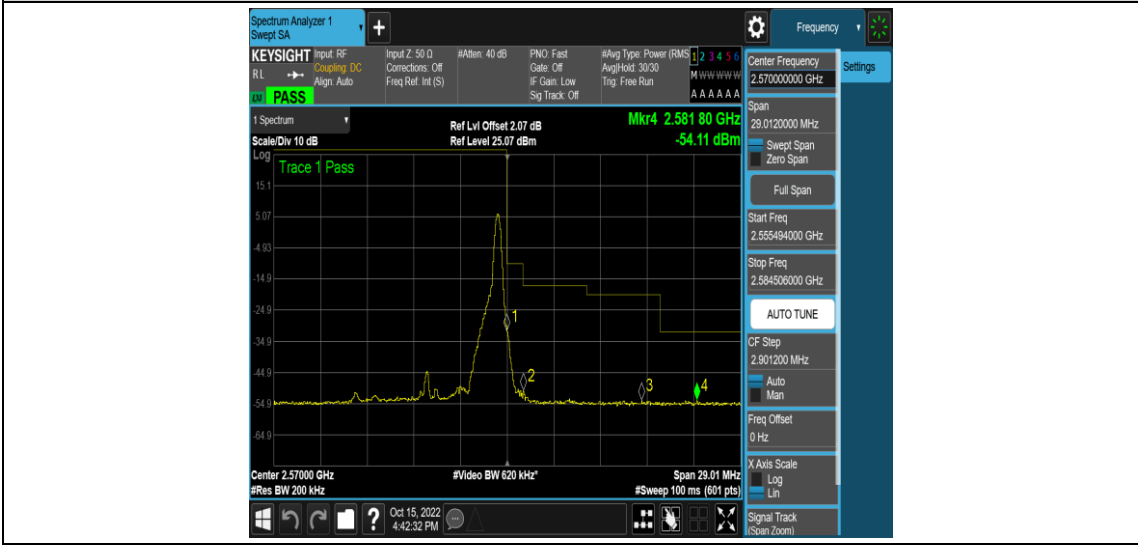 Spectrum Analyzer 1
Swept SA
+
Frequency
KEYSIGHT
RL
PASS
Input: RF
Coupling: DC
Align: Auto
Input Z: 50 Ω
Corrections: Off
Freq Ref: Int (S)
#Atten: 40 dB
PNO: Fast
Gate: Off
IF Gain: Low
Sig Track: Off
#Avg Type: Power (RMS
Avg|Hold: 30/30
Trig: Free Run
1 2 3 4 5 6
M W W W W W
A A A A A A
1 Spectrum
Scale/Div 10 dB
Ref Lvl Offset 2.07 dB
Ref Level 25.07 dBm
Mkr4 2.581 80 GHz
-54.11 dBm
Log
Trace 1 Pass
15.1
5.07
-4.93
-14.9
-24.9
-34.9
-44.9
-54.9
-64.9
1
2
3
4
Center 2.57000 GHz
#Res BW 200 kHz
#Video BW 620 kHz*
Span 29.01 MHz
#Sweep 100 ms (601 pts)
?
Oct 15, 2022
4:42:32 PM
Center Frequency
2.570000000 GHz
Settings
Span
29.0120000 MHz
Swept Span
Zero Span
Full Span
Start Freq
2.555494000 GHz
Stop Freq
2.584506000 GHz
AUTO TUNE
CF Step
2.901200 MHz
Auto
Man
Freq Offset
0 Hz
X Axis Scale
Log
Lin
Signal Track
(Span Zoom)